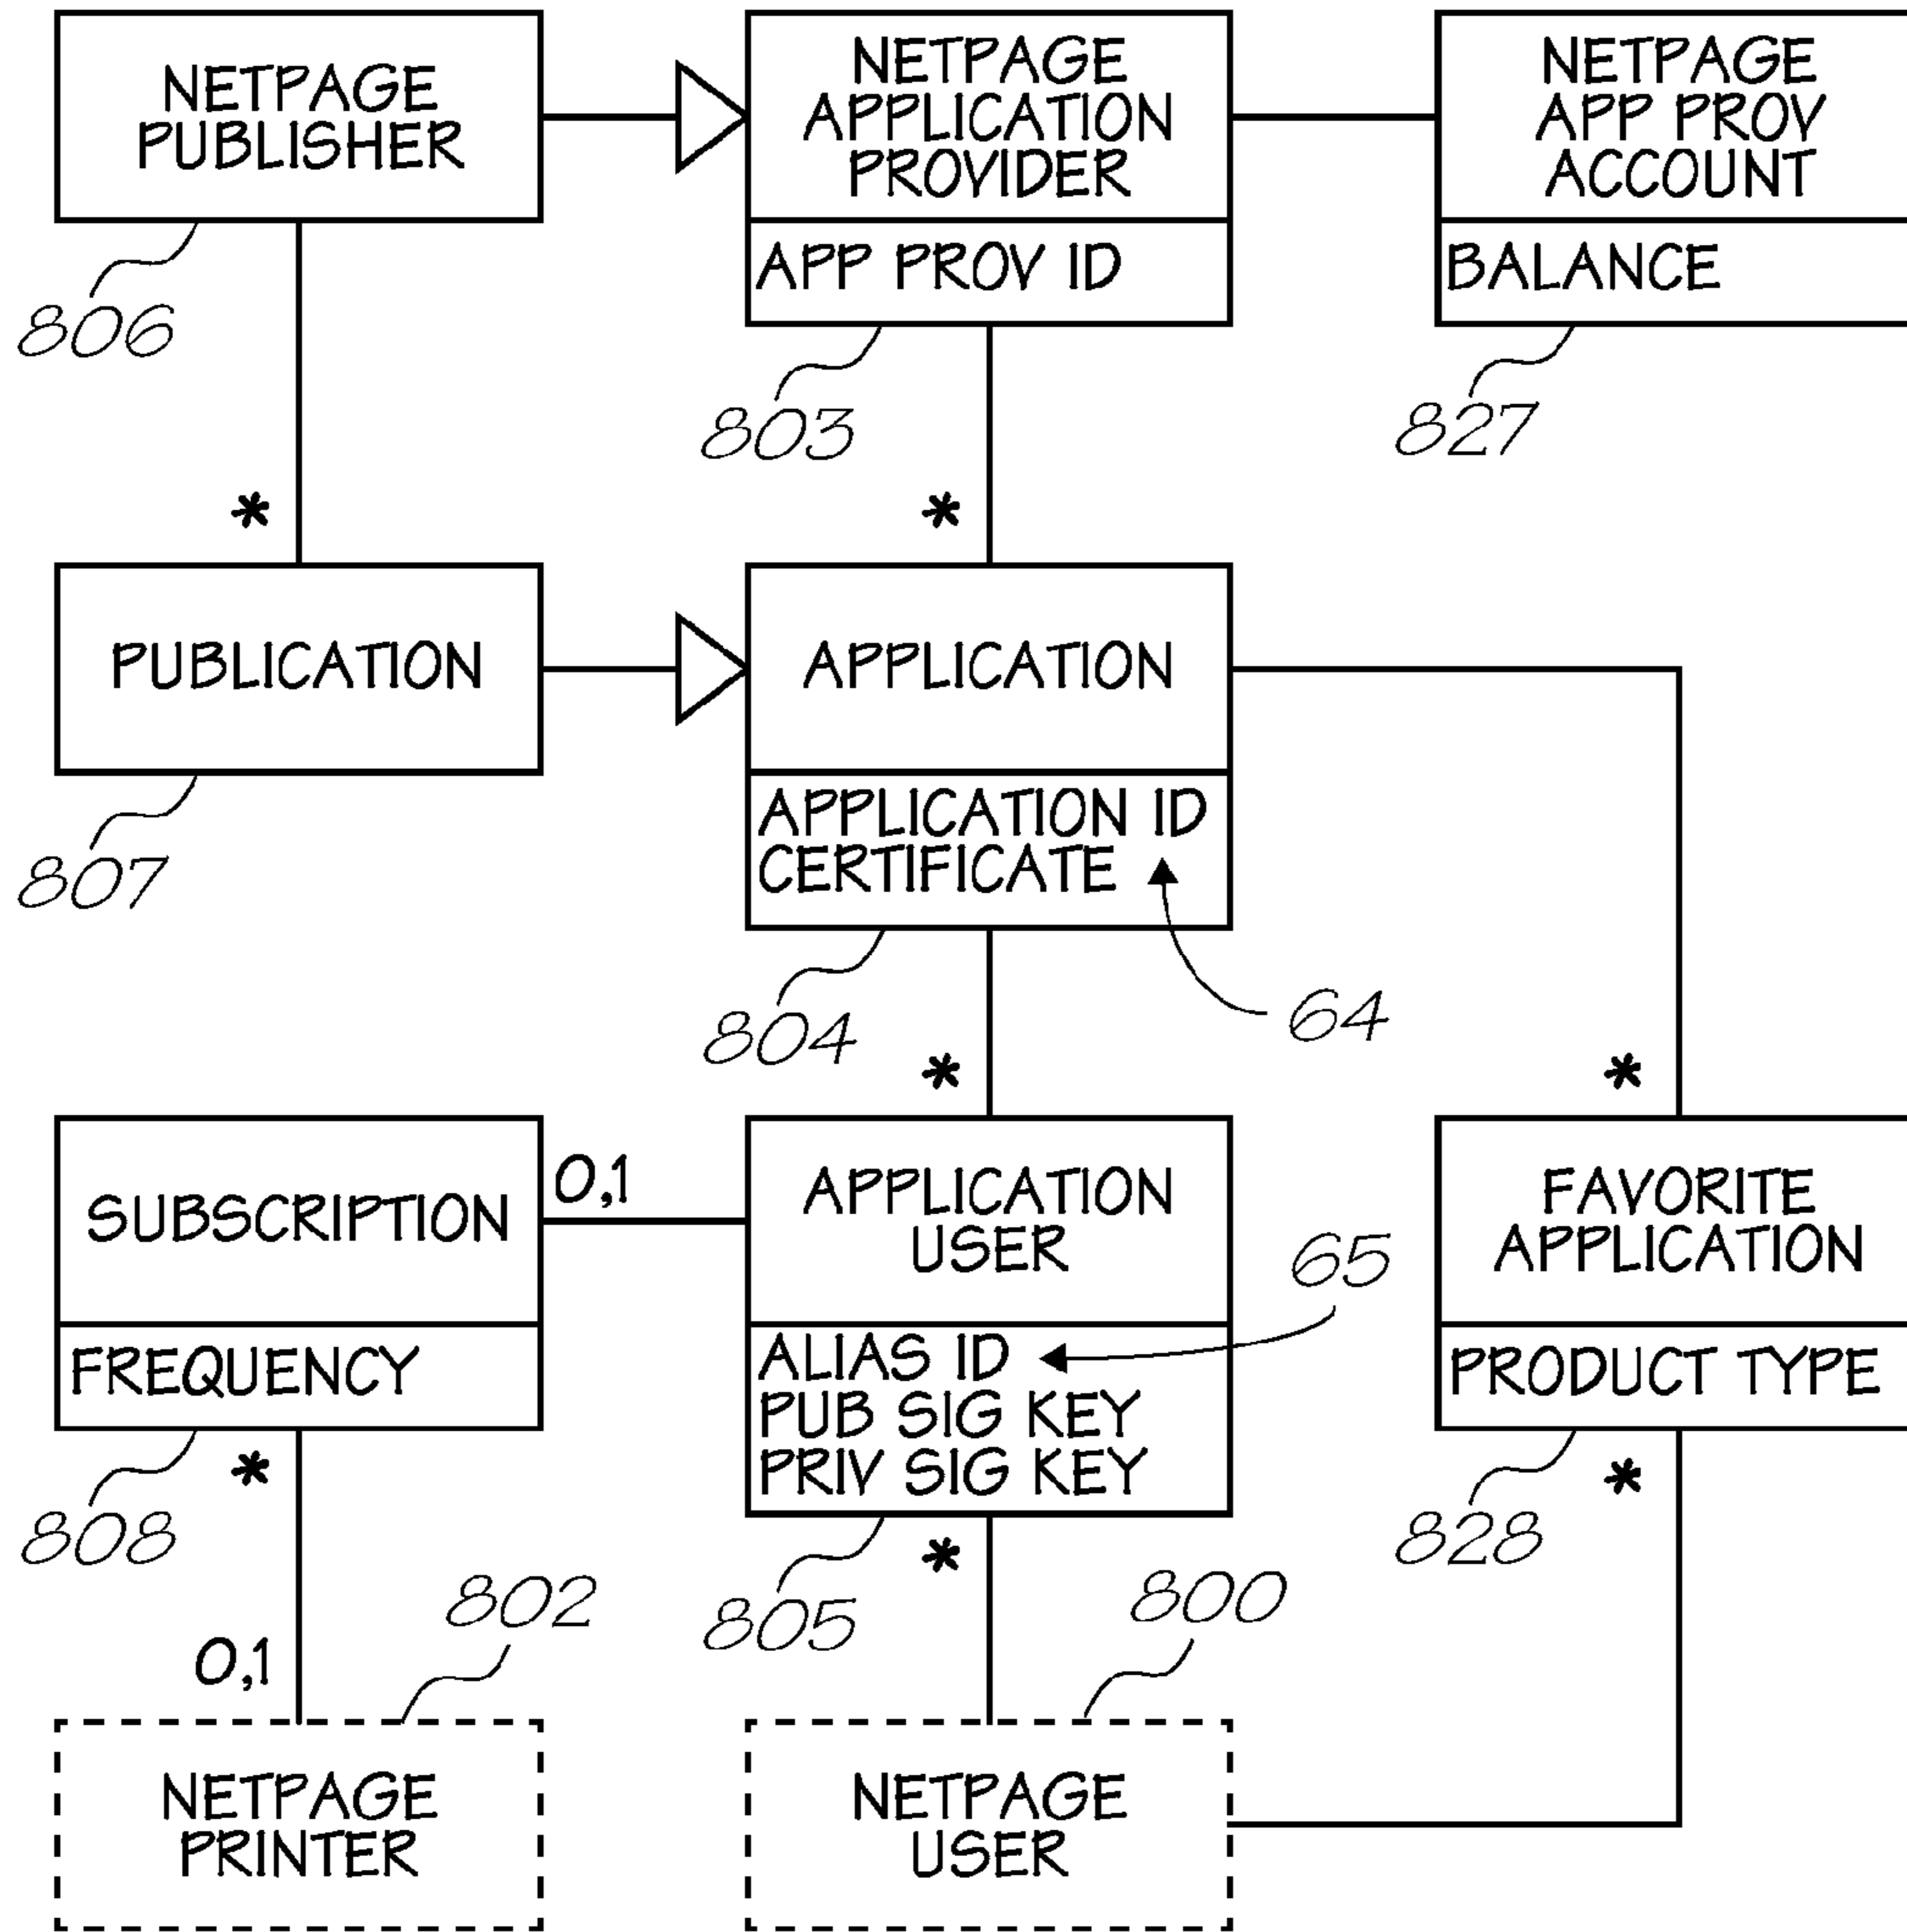 NETPAGE
PUBLISHER
806
NETPAGE
APPLICATION
PROVIDER
APP PROV ID
803
NETPAGE
APP PROV
ACCOUNT
BALANCE
827
*
*
PUBLICATION
807
APPLICATION
APPLICATION ID
CERTIFICATE
804
64
*
*
SUBSCRIPTION
FREQUENCY
808
0,1
APPLICATION
USER
ALIAS ID
PUB SIG KEY
PRIV SIG KEY
805
65
FAVORITE
APPLICATION
PRODUCT TYPE
828
*
*
*
0,1
802
800
NETPAGE
PRINTER
NETPAGE
USER